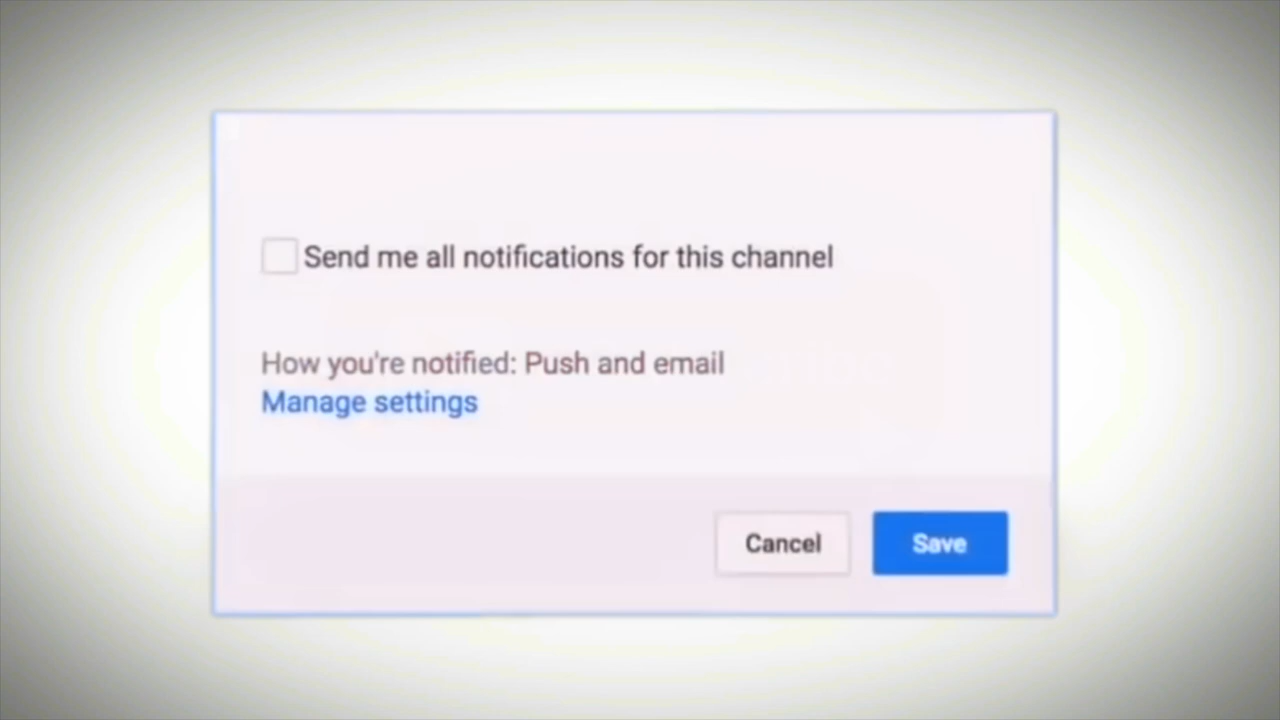 Send me all notifications for this channel
How you're notified: Push and email
Manage settings
Cancel
Save